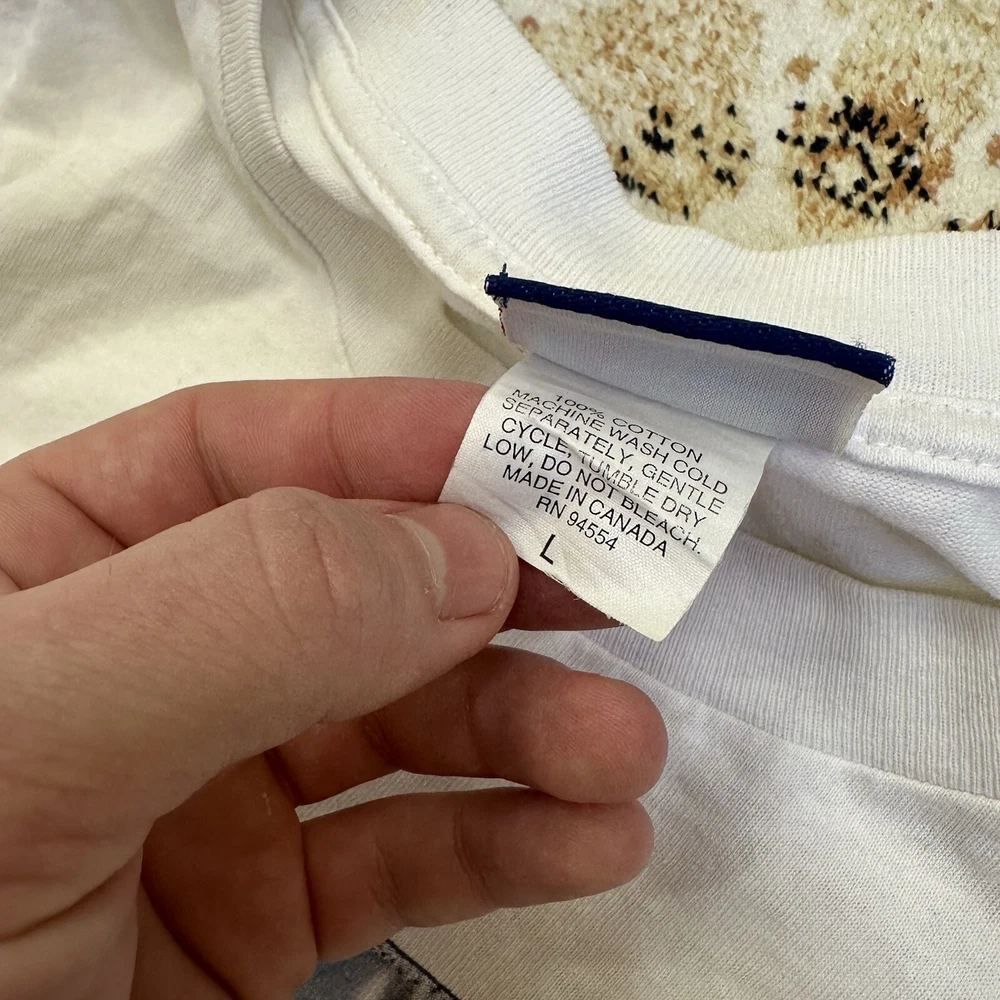 100% COTTON
MACHINE WASH COLD
SEPARATELY, GENTLE
CYCLE, TUMBLE DRY
LOW, DO NOT BLEACH.
MADE IN CANADA
RN 94554
L